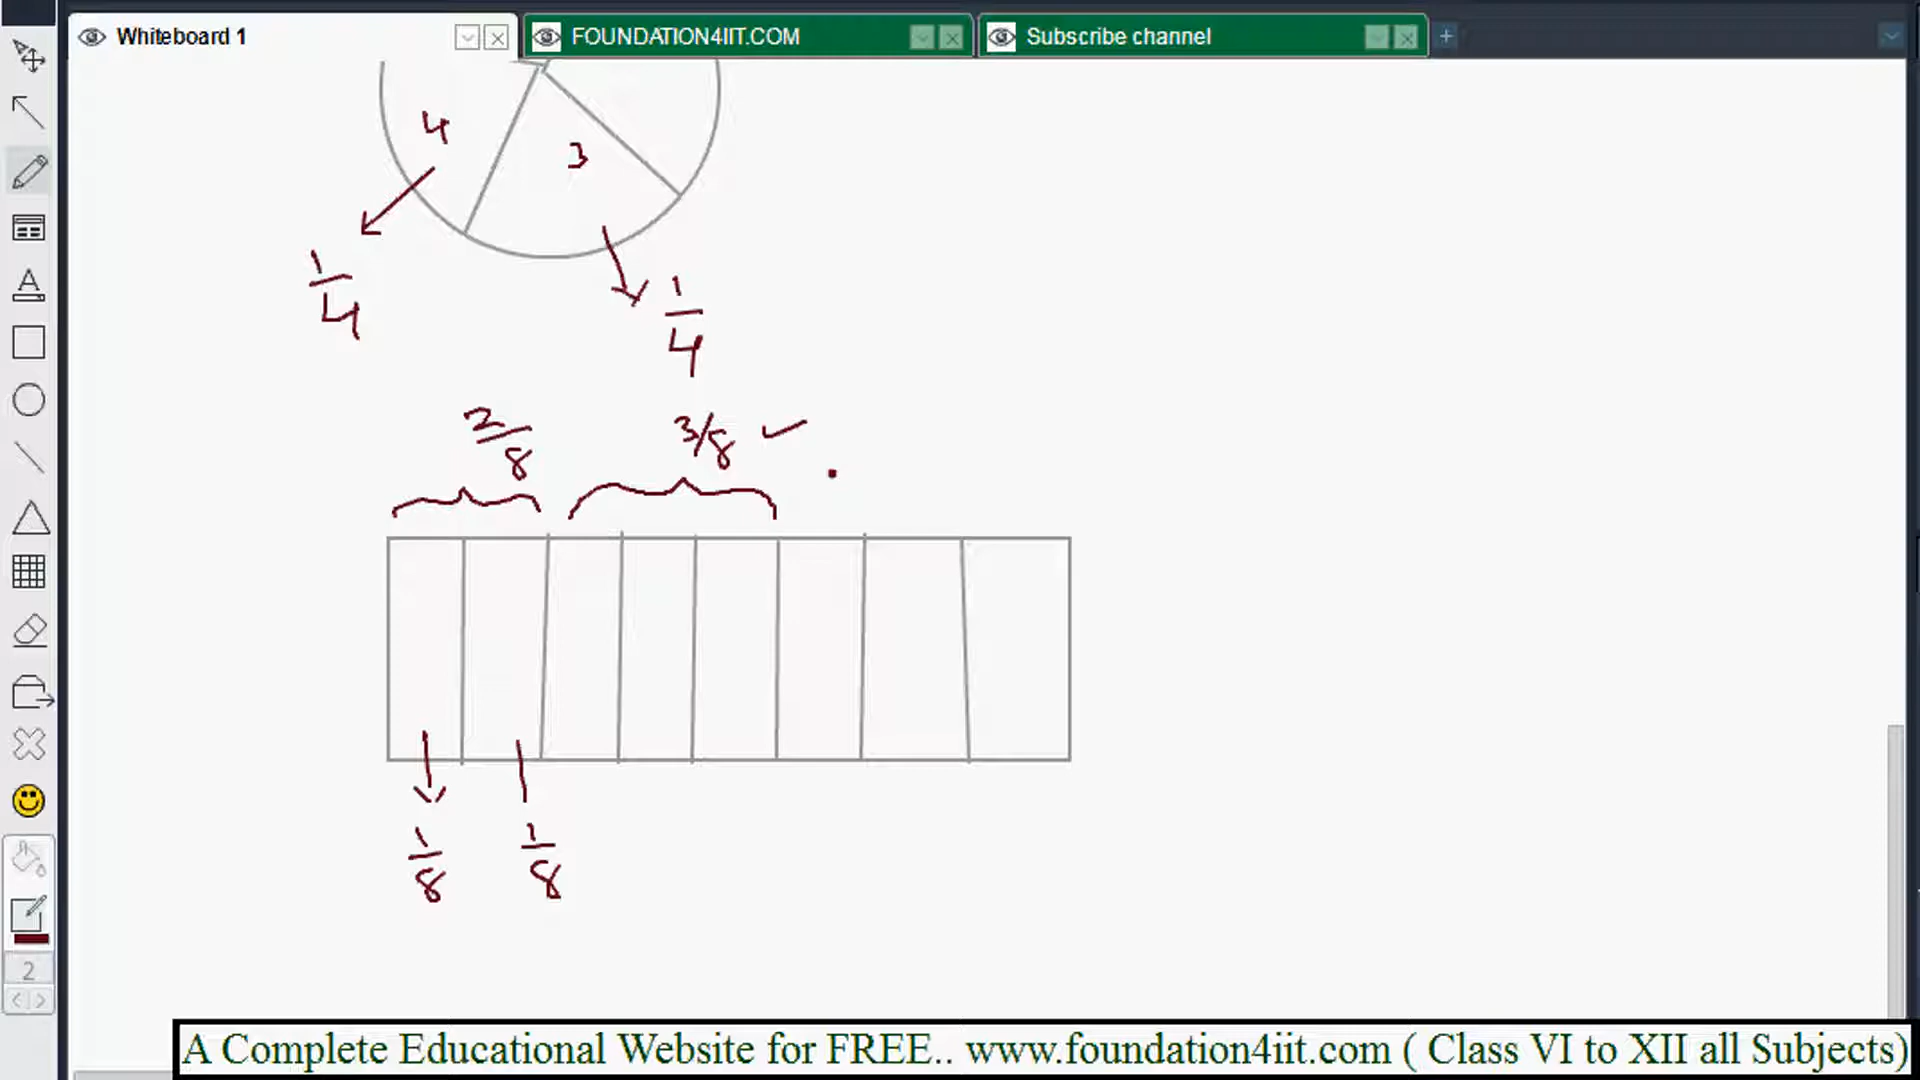 Whiteboard 1
FOUNDATION4IIT.COM
Subscribe channel
4
3
1/4
1/4
2/8
3/8 ✓
1/8
1/8
A
2
A Complete Educational Website for FREE.. www.foundation4iit.com ( Class VI to XII all Subjects)